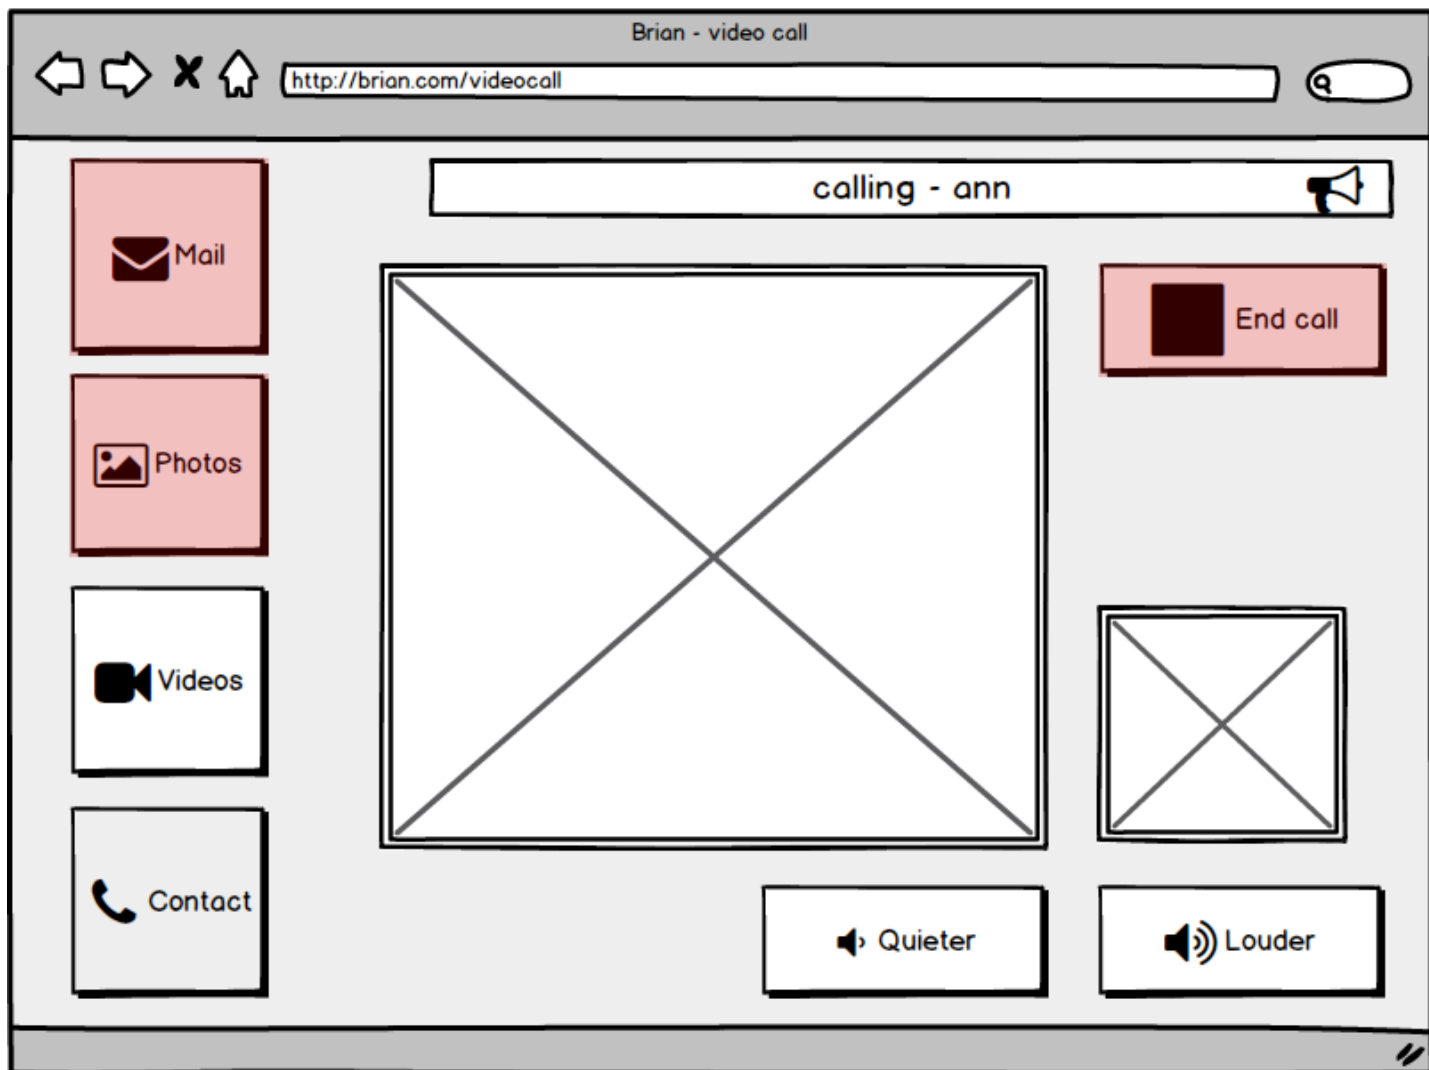 Brian - video call
http://brian.com/videocall
calling - ann
Mail
End call
Photos
Videos
Contact
Quieter
Louder